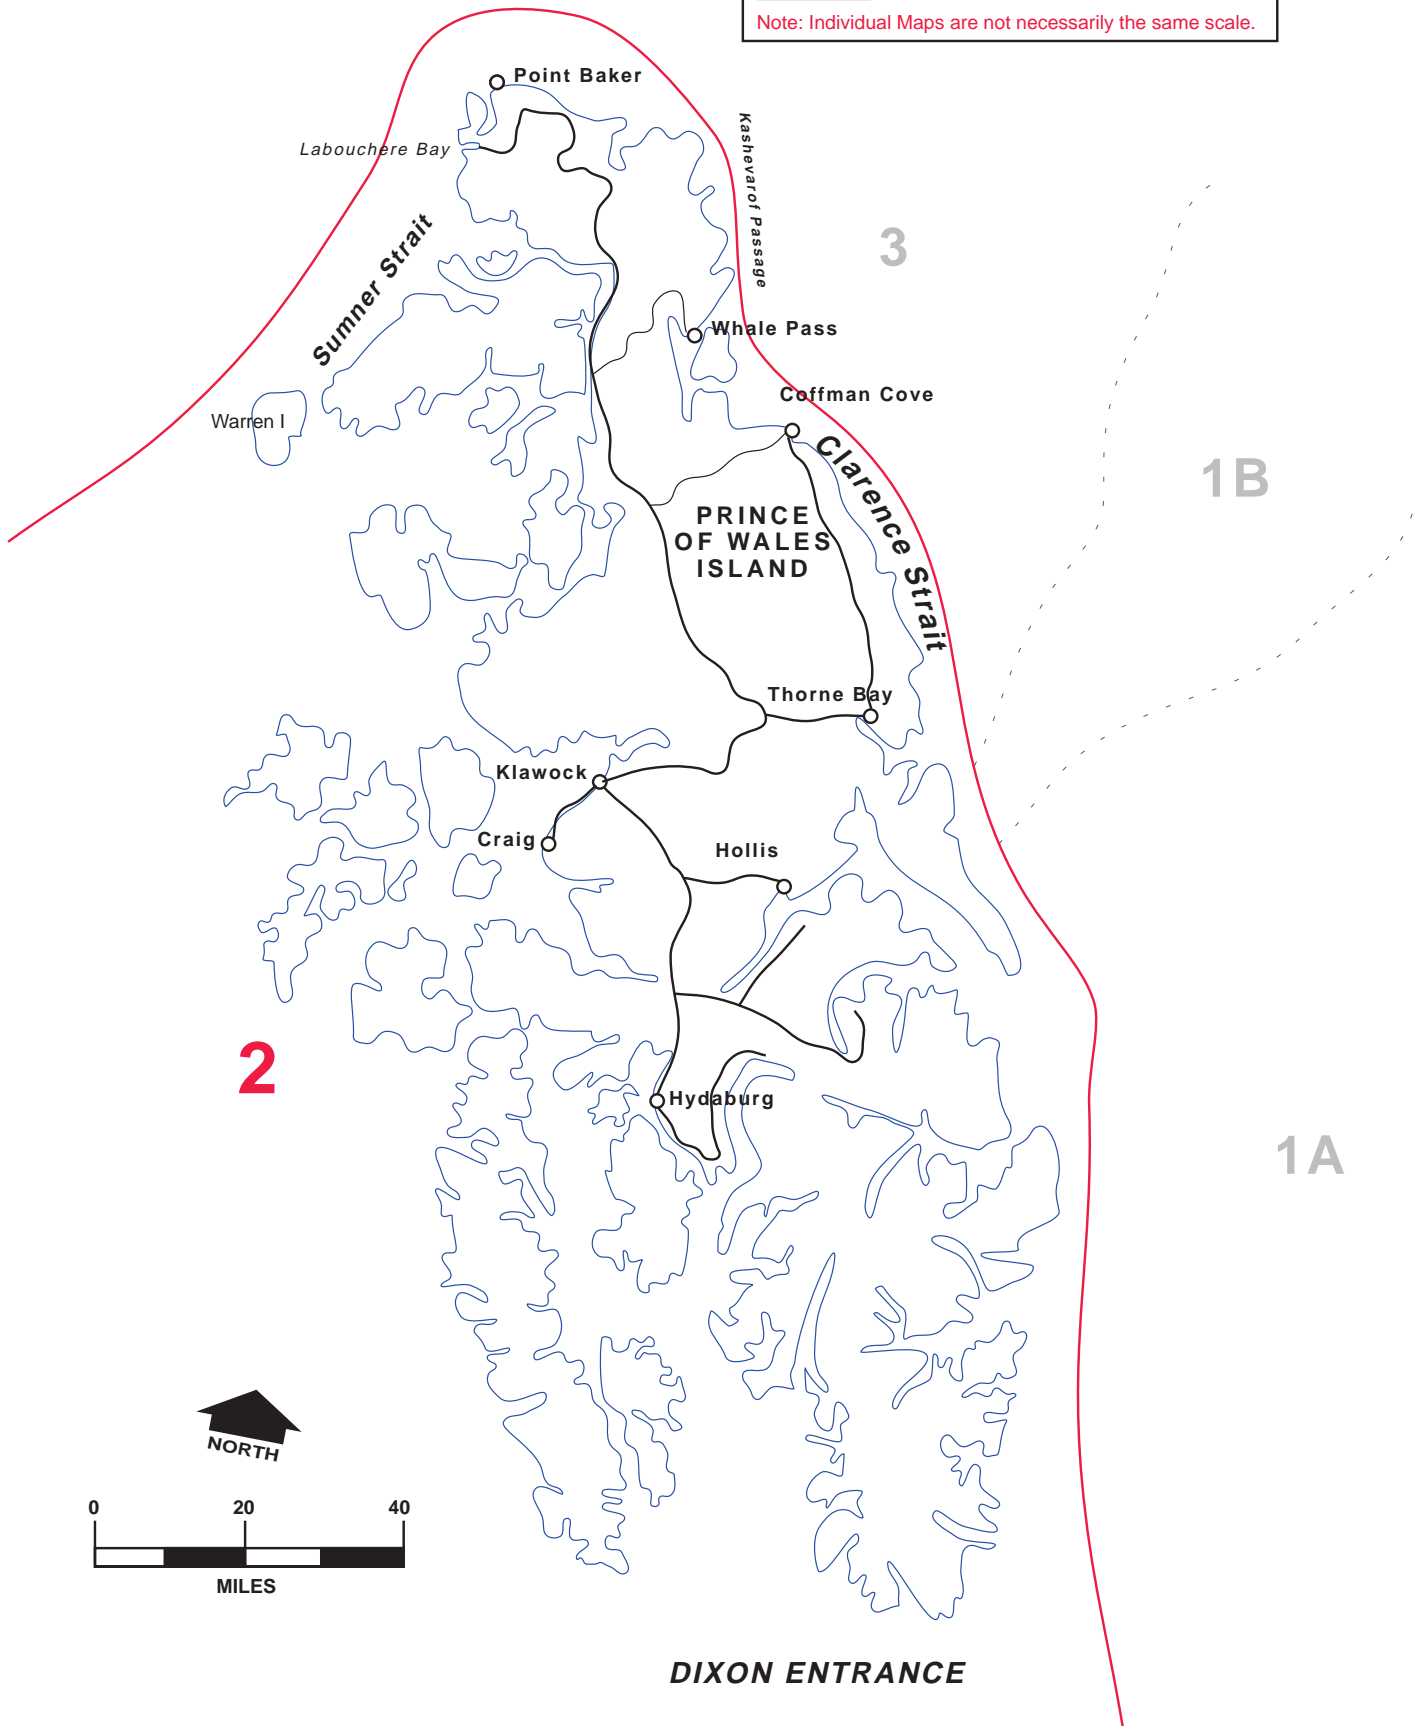 Note: Individual Maps are not necessarily the same scale.
Point Baker
Labouchere Bay
Kashevarof Passage
Sumner Strait
3
Whale Pass
Coffman Cove
Warren I
Clarence Strait
1B
PRINCE
OF WALES
ISLAND
Thorne Bay
Klawock
Craig
Hollis
2
Hydaburg
1A
NORTH
0 20 40
MILES
DIXON ENTRANCE